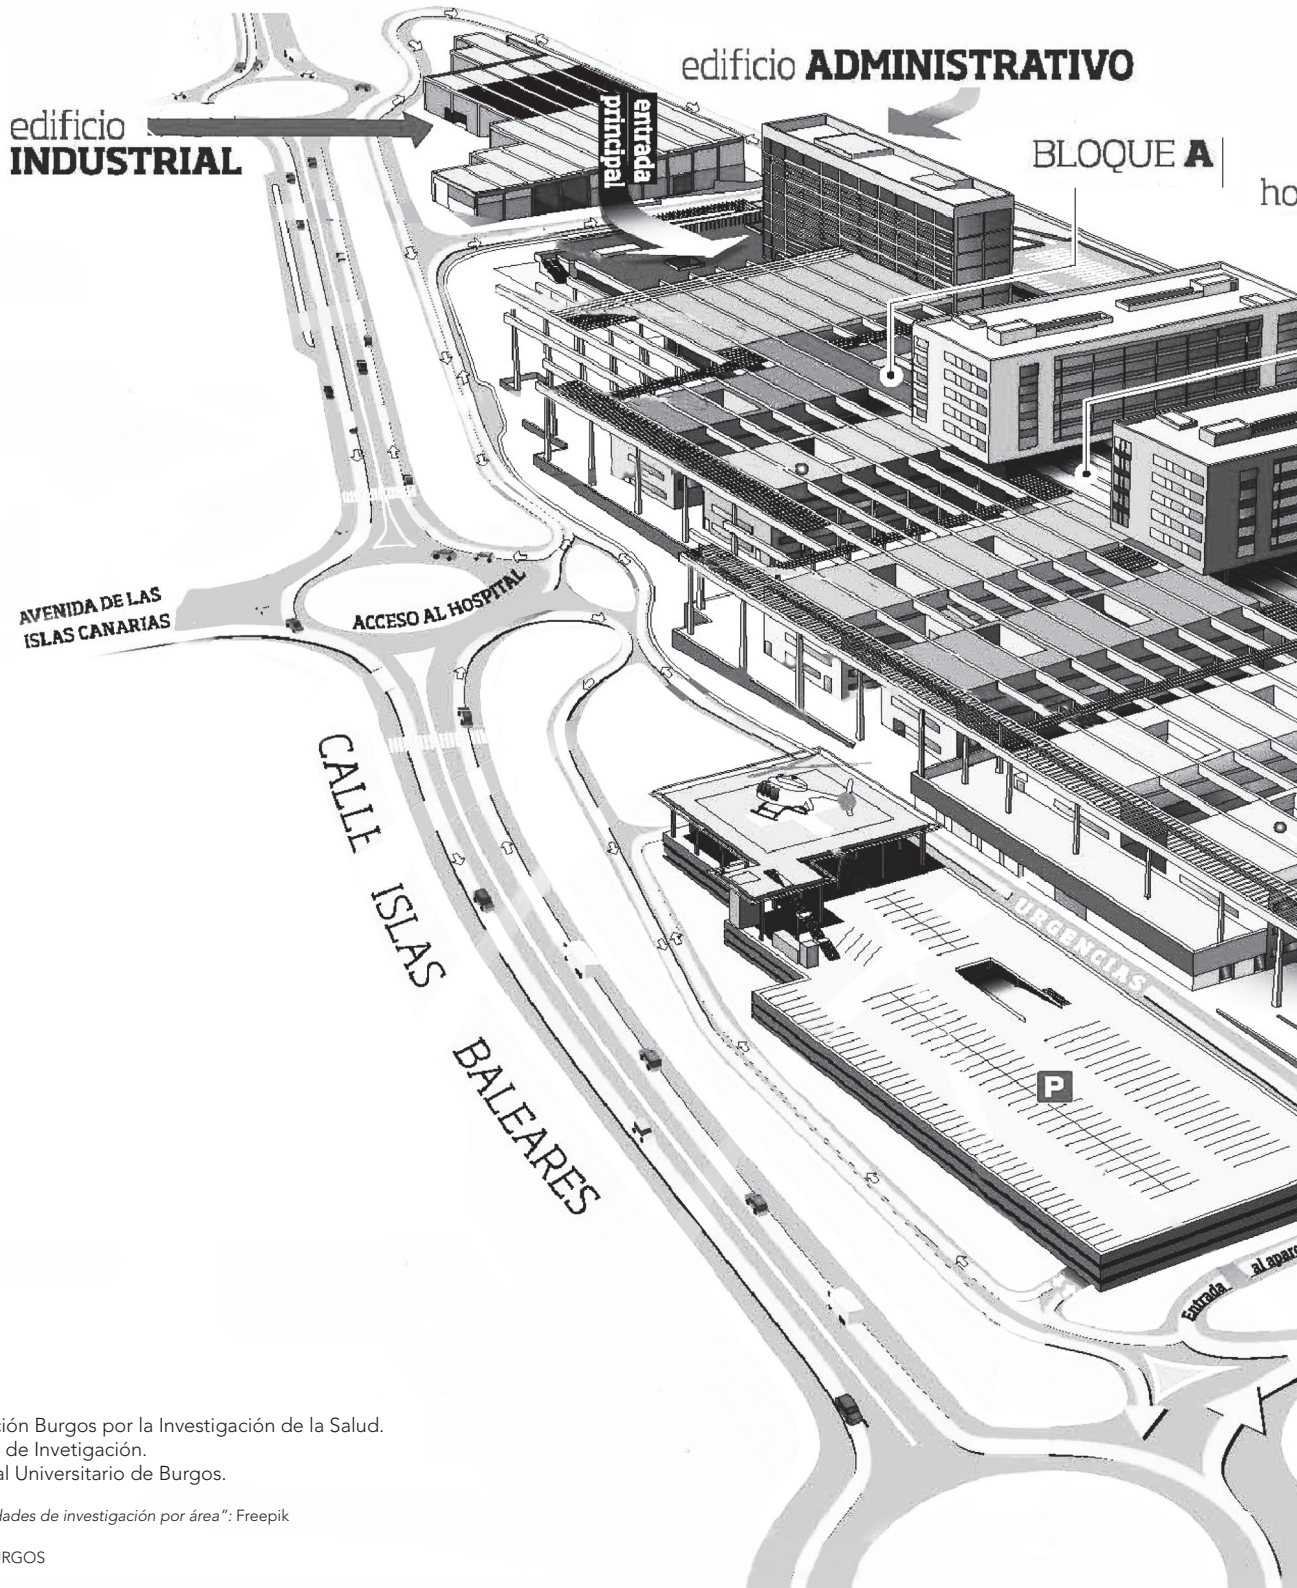 edificio ADMINISTRATIVO
edificio
INDUSTRIAL
entrada
principal
BLOQUE A
ho
AVENIDA DE LAS
ISLAS CANARIAS
ACCESO AL HOSPITAL
CALLE ISLAS BALEARES
URGENCIAS
P
Entrada al aparc
ción Burgos por la Investigación de la Salud.
de Invetigación.
al Universitario de Burgos.
dades de investigación por área”: Freepik
URGOS